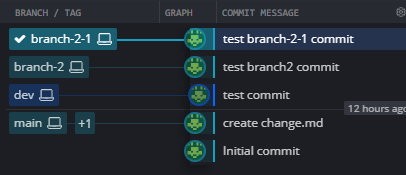 BRANCH / TAG GRAPH COMMIT MESSAGE
branch-2-1 test branch-2-1 commit
branch-2 test branch2 commit
dev test commit
12 hours ago
main +1 create change.md
Initial commit